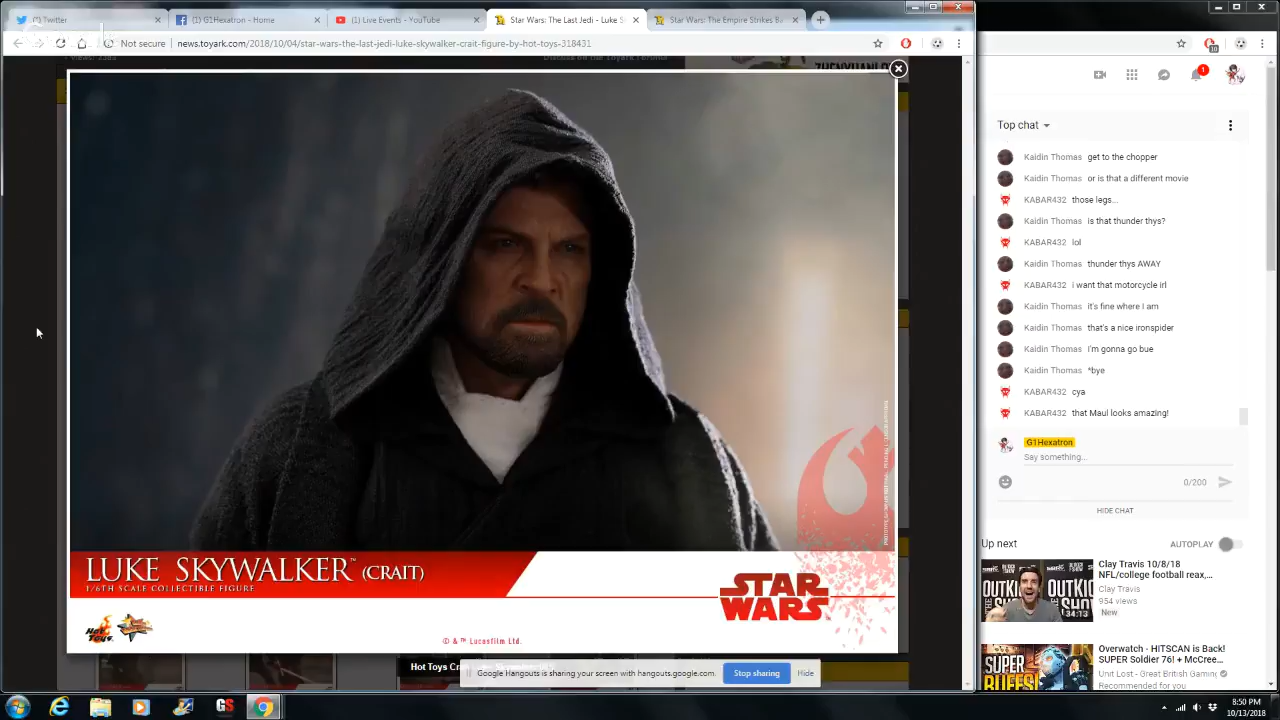 (1) Twitter
(1) G1Hexatron - Home
(1) Live Events - YouTube
Star Wars: The Last Jedi - Luke S
Star Wars: The Empire Strikes Ba
Not secure
news.toyark.com/2018/10/04/star-wars-the-last-jedi-luke-skywalker-crait-figure-by-hot-toys-318431
10
1
Top chat
Kaidin Thomas get to the chopper
Kaidin Thomas or is that a different movie
KABAR432 those legs...
Kaidin Thomas is that thunder thys?
KABAR432 lol
Kaidin Thomas thunder thys AWAY
KABAR432 i want that motorcycle irl
Kaidin Thomas it's fine where I am
Kaidin Thomas that's a nice ironspider
Kaidin Thomas I'm gonna go bue
Kaidin Thomas *bye
KABAR432 cya
KABAR432 that Maul looks amazing!
G1Hexatron
Say something...
0/200
HIDE CHAT
Up next
AUTOPLAY
Clay Travis 10/8/18
NFL/college football reax,...
Clay Travis
954 views
New
34:13
Overwatch - HITSCAN is Back!
SUPER Soldier 76! + McCree...
Unit Lost - Great British Gaming
Recommended for you
SUPER
BUFFS!
LUKE SKYWALKER™ (CRAIT)
1/6TH SCALE COLLECTIBLE FIGURE
STAR
WARS
Hot Toys
© & ™ Lucasfilm Ltd.
Google Hangouts is sharing your screen with hangouts.google.com.
Stop sharing
Hide
GS
8:50 PM
10/13/2018